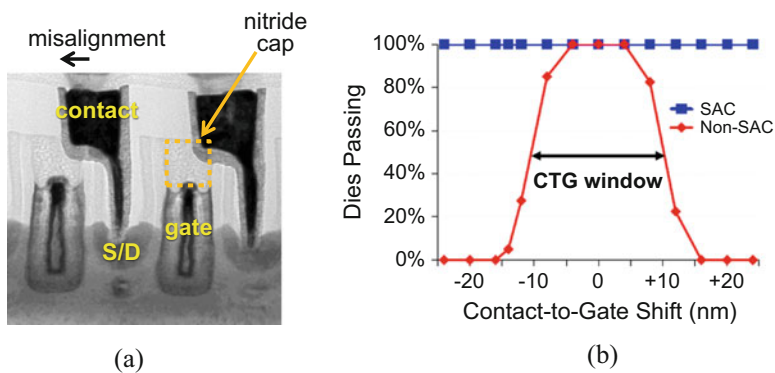 misalignment
nitride
cap
contact
gate
S/D
(a)
100%
80%
60%
40%
20%
0%
Dies Passing
SAC
Non-SAC
CTG window
-20 -10 0 +10 +20
Contact-to-Gate Shift (nm)
(b)